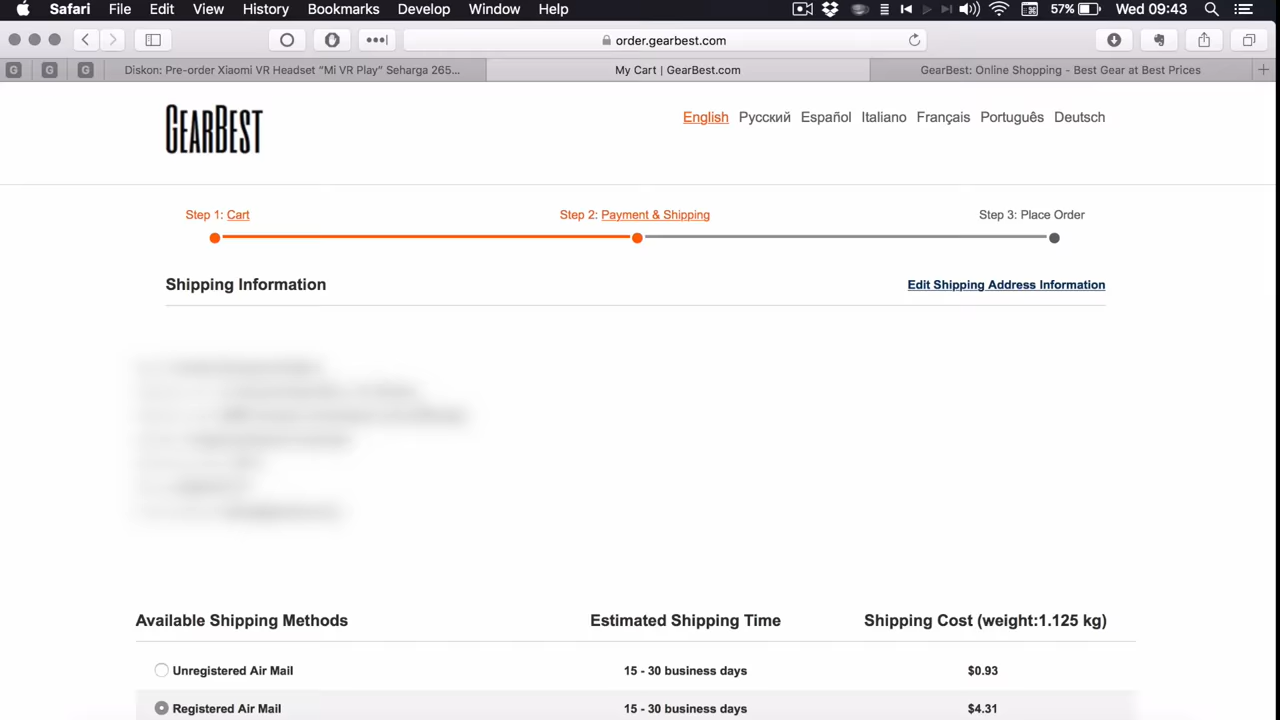 Safari File Edit View History Bookmarks Develop Window Help 57% Wed 09:43
order.gearbest.com
G G G Diskon: Pre-order Xiaomi VR Headset “Mi VR Play” Seharga 265... My Cart | GearBest.com GearBest: Online Shopping - Best Gear at Best Prices
GEARBEST English Русский Español Italiano Français Português Deutsch
Step 1: Cart Step 2: Payment & Shipping Step 3: Place Order
Shipping Information Edit Shipping Address Information
Available Shipping Methods Estimated Shipping Time Shipping Cost (weight:1.125 kg)
Unregistered Air Mail 15 - 30 business days $0.93
Registered Air Mail 15 - 30 business days $4.31